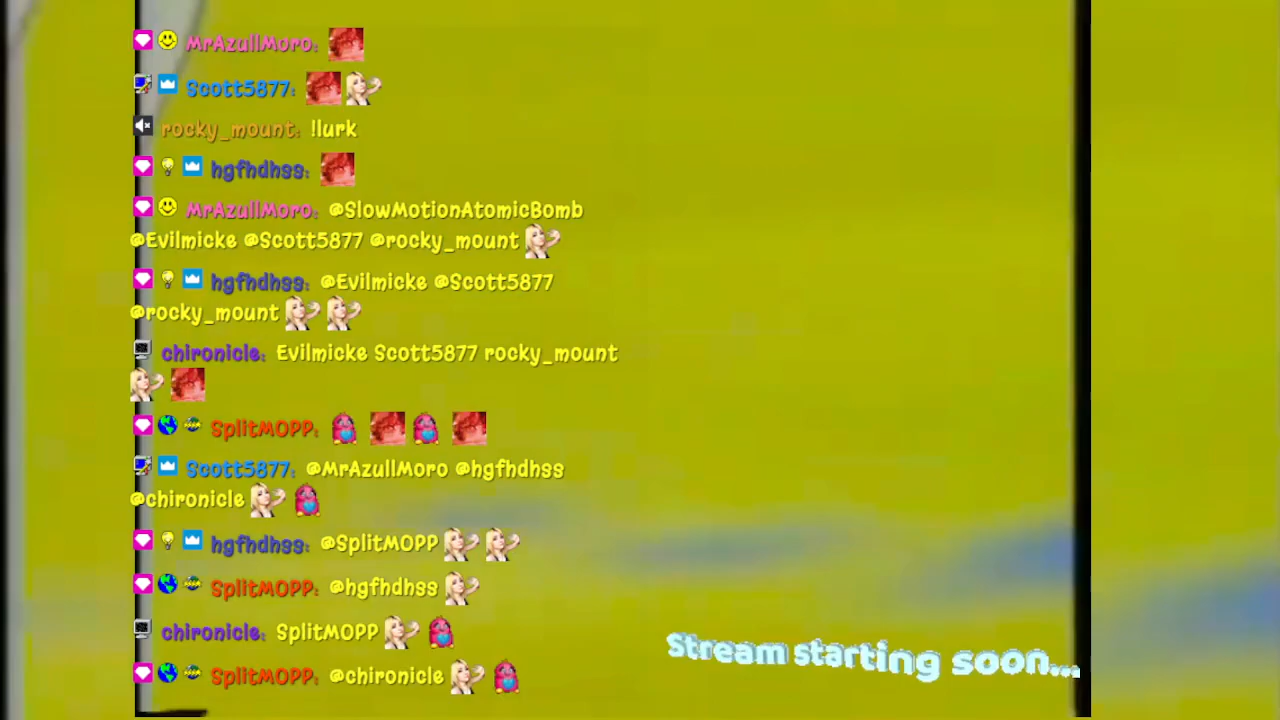 MrAzullMoro:
Scott5877:
rocky_mount: !lurk
hgfhdhss:
MrAzullMoro: @SlowMotionAtomicBomb
@Evilmicke @Scott5877 @rocky_mount
hgfhdhss: @Evilmicke @Scott5877
@rocky_mount
chironicle: Evilmicke Scott5877 rocky_mount
SplitMOPP:
Scott5877: @MrAzullMoro @hgfhdhss
@chironicle
hgfhdhss: @SplitMOPP
SplitMOPP: @hgfhdhss
chironicle: SplitMOPP
SplitMOPP: @chironicle
Stream starting soon...